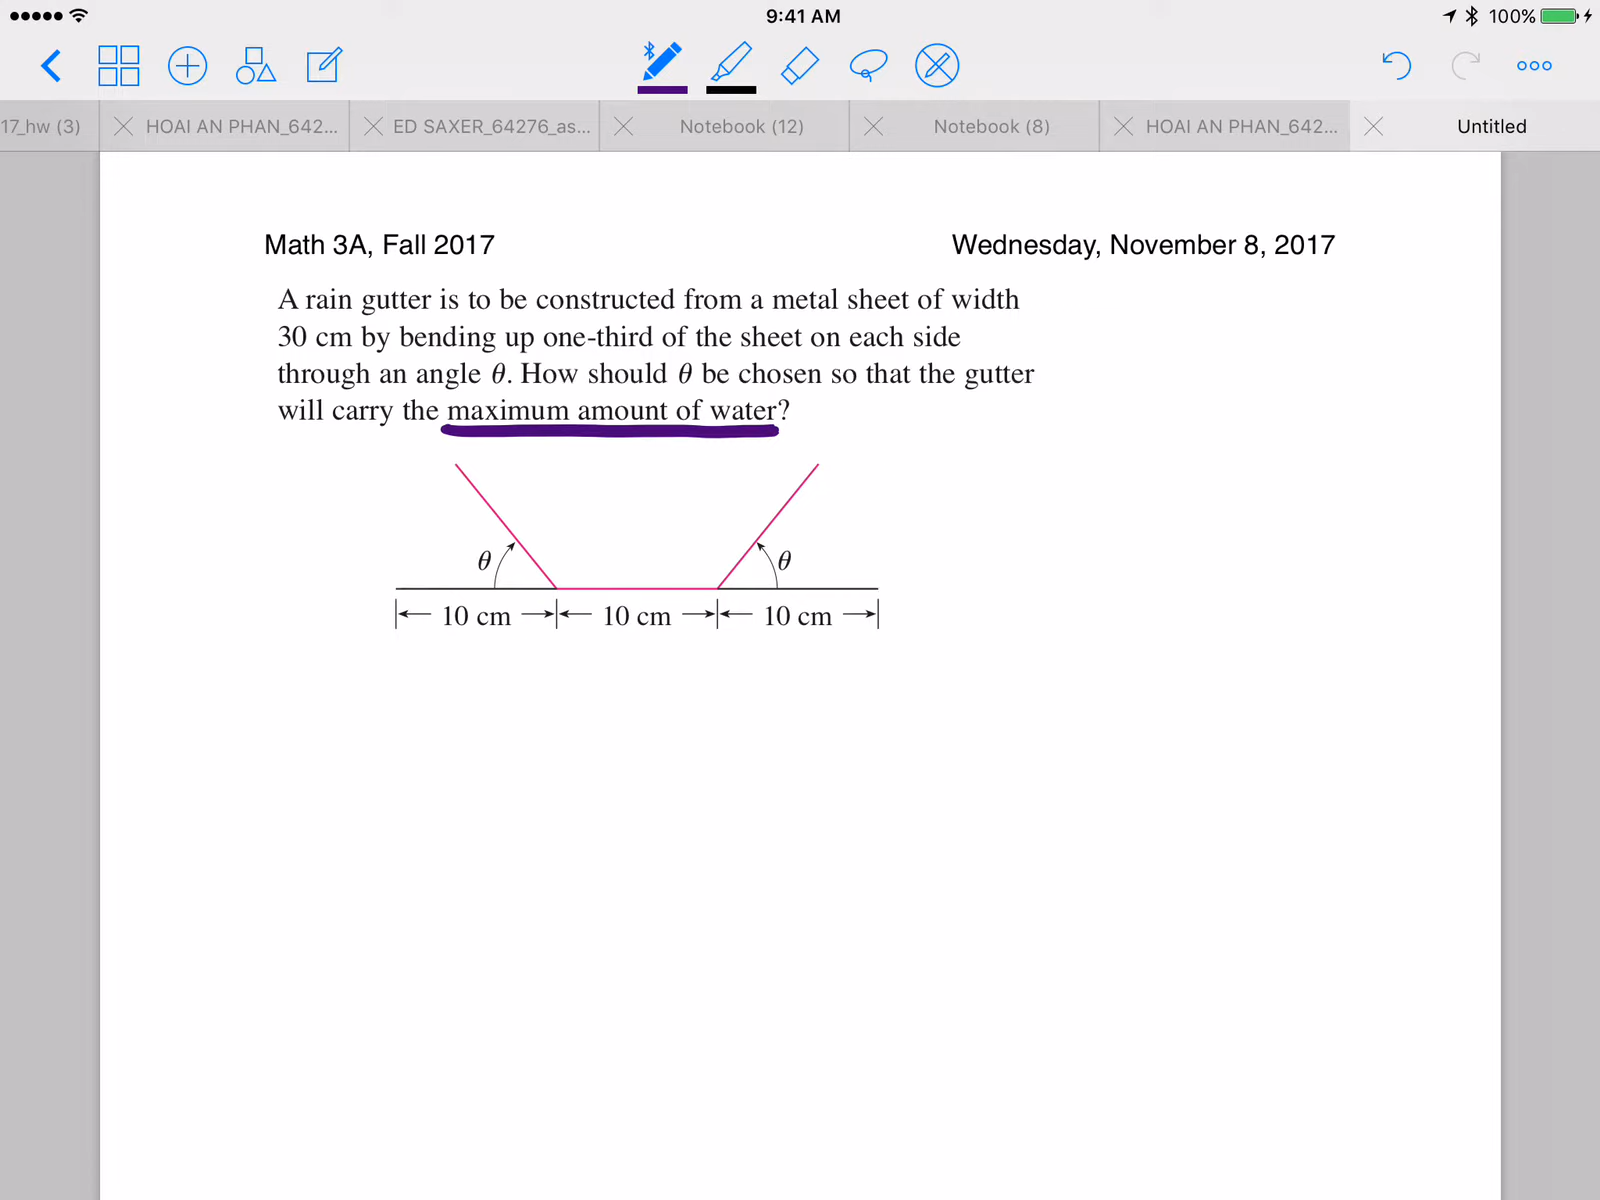 9:41 AM
100%
17_hw (3)
HOAI AN PHAN_642...
ED SAXER_64276_as...
Notebook (12)
Notebook (8)
HOAI AN PHAN_642...
Untitled
Math 3A, Fall 2017
Wednesday, November 8, 2017
A rain gutter is to be constructed from a metal sheet of width
30 cm by bending up one-third of the sheet on each side
through an angle θ. How should θ be chosen so that the gutter
will carry the maximum amount of water?
θ
θ
10 cm
10 cm
10 cm